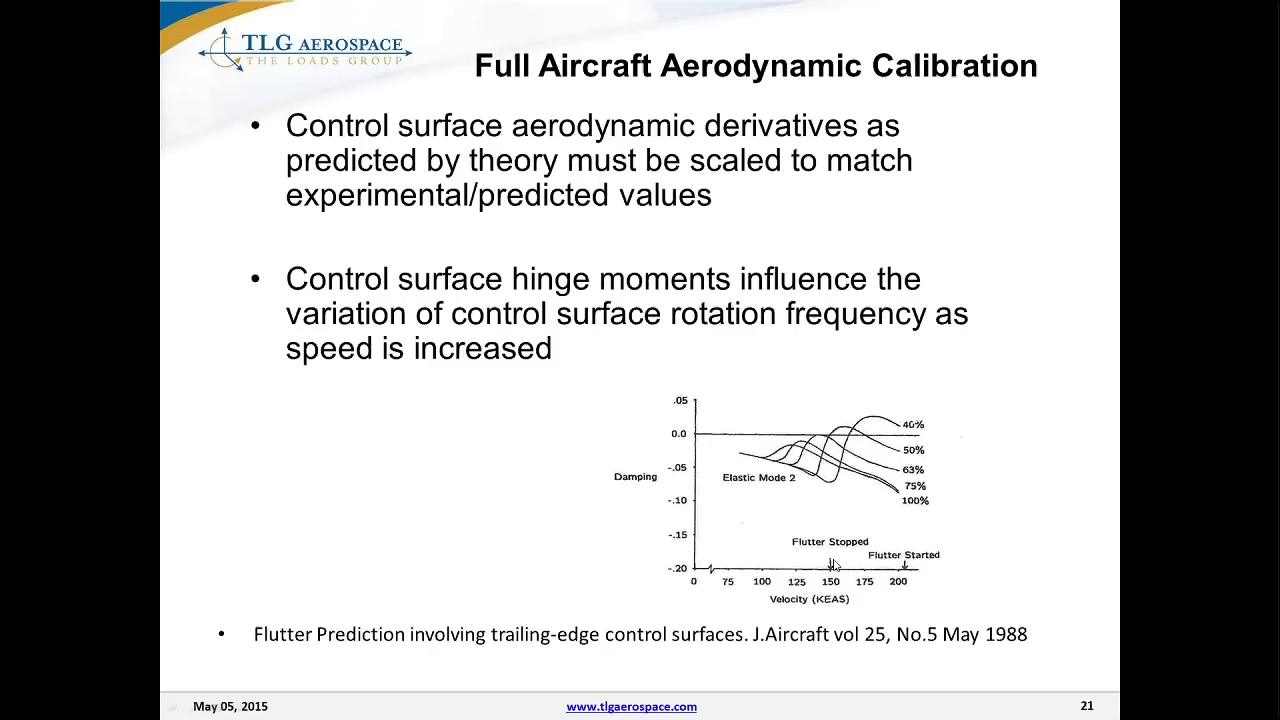 TLG AEROSPACE
THE LOADS GROUP
Full Aircraft Aerodynamic Calibration
• Control surface aerodynamic derivatives as
predicted by theory must be scaled to match
experimental/predicted values
• Control surface hinge moments influence the
variation of control surface rotation frequency as
speed is increased
.05
0.0
-.05
-.10
-.15
-.20
Damping
Elastic Mode 2
40%
50%
63%
75%
100%
Flutter Stopped
Flutter Started
0 75 100 125 150 175 200
Velocity (KEAS)
• Flutter Prediction involving trailing-edge control surfaces. J.Aircraft vol 25, No.5 May 1988
May 05, 2015
www.tlgaerospace.com
21